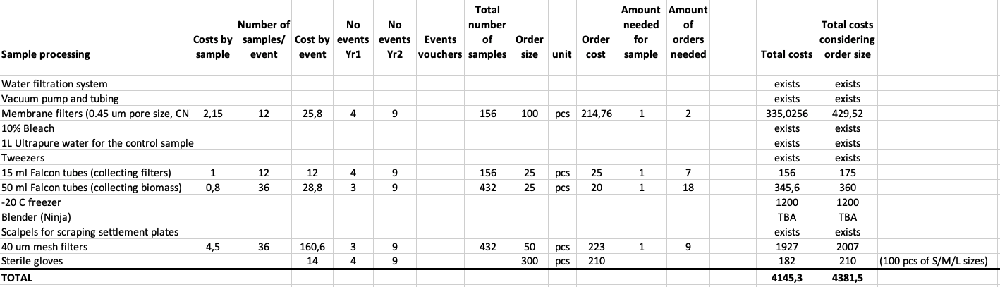 Sample processing Costs by sample Number of samples/ event Cost by event No events Yr1 No events Yr2 Events vouchers Total number of samples Order size unit Order cost Amount needed for sample Amount of orders needed Total costs Total costs considering order size
Water filtration system exists exists
Vacuum pump and tubing exists exists
Membrane filters (0.45 um pore size, CN 2,15 12 25,8 4 9 156 100 pcs 214,76 1 2 335,0256 429,52
10% Bleach exists exists
1L Ultrapure water for the control sample exists exists
Tweezers exists exists
15 ml Falcon tubes (collecting filters) 1 12 12 4 9 156 25 pcs 25 1 7 156 175
50 ml Falcon tubes (collecting biomass) 0,8 36 28,8 3 9 432 25 pcs 20 1 18 345,6 360
-20 C freezer 1200 1200
Blender (Ninja) TBA TBA
Scalpels for scraping settlement plates exists exists
40 um mesh filters 4,5 36 160,6 3 9 432 50 pcs 223 1 9 1927 2007
Sterile gloves 14 4 9 300 pcs 210 182 210 (100 pcs of S/M/L sizes)
TOTAL 4145,3 4381,5